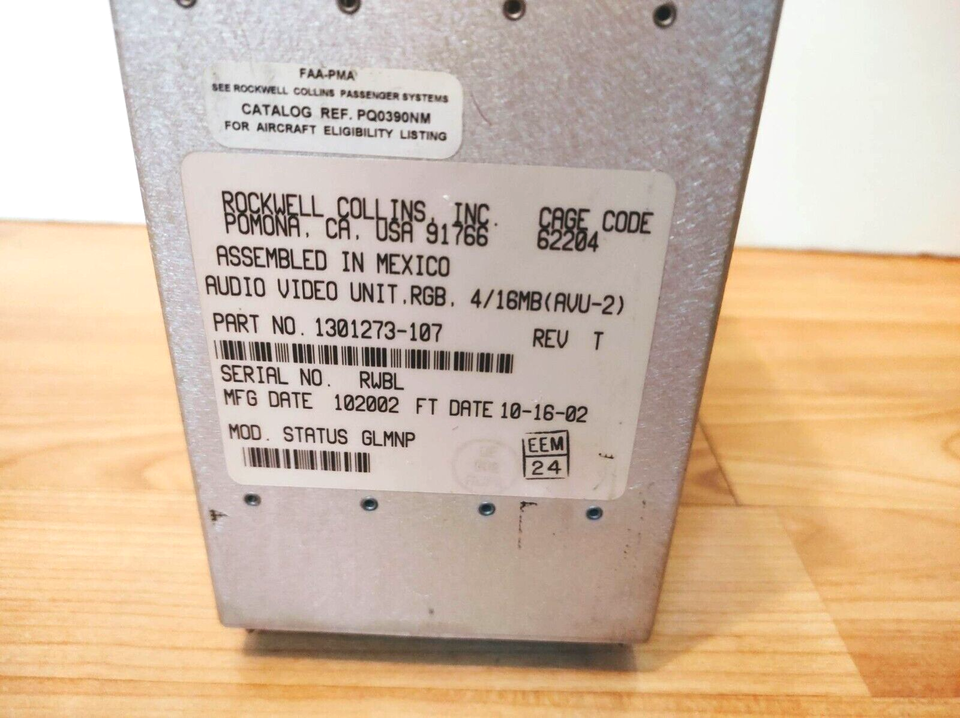 FAA-PMA
SEE ROCKWELL COLLINS PASSENGER SYSTEMS
CATALOG REF. PQ0390NM
FOR AIRCRAFT ELIGIBILITY LISTING
ROCKWELL COLLINS, INC. CAGE CODE
POMONA, CA, USA 91766 62204
ASSEMBLED IN MEXICO
AUDIO VIDEO UNIT,RGB, 4/16MB(AVU-2)
PART NO. 1301273-107 REV T
SERIAL NO. RWBL
MFG DATE 102002 FT DATE 10-16-02
MOD. STATUS GLMNP
EEM
24